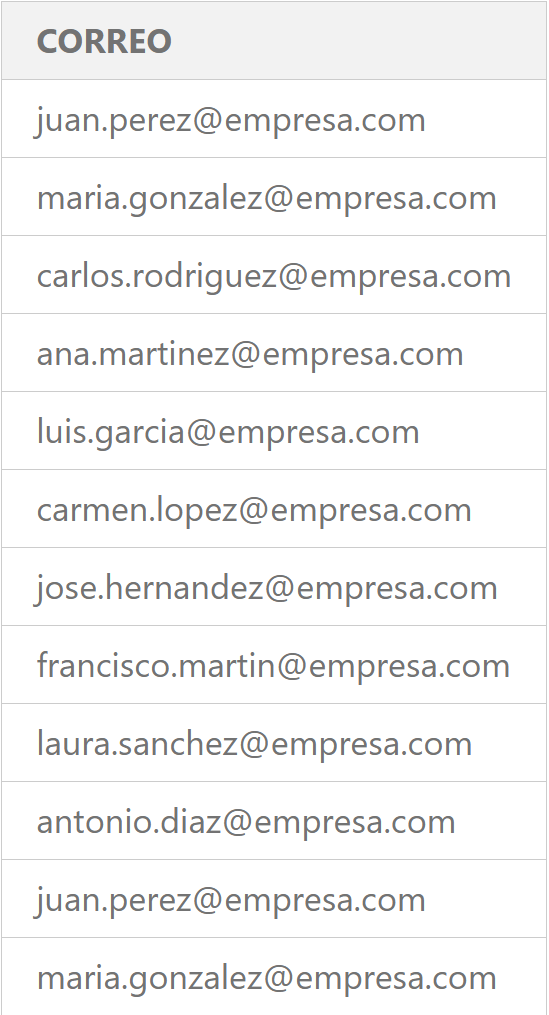 CORREO
juan.perez@empresa.com
maria.gonzalez@empresa.com
carlos.rodriguez@empresa.com
ana.martinez@empresa.com
luis.garcia@empresa.com
carmen.lopez@empresa.com
jose.hernandez@empresa.com
francisco.martin@empresa.com
laura.sanchez@empresa.com
antonio.diaz@empresa.com
juan.perez@empresa.com
maria.gonzalez@empresa.com